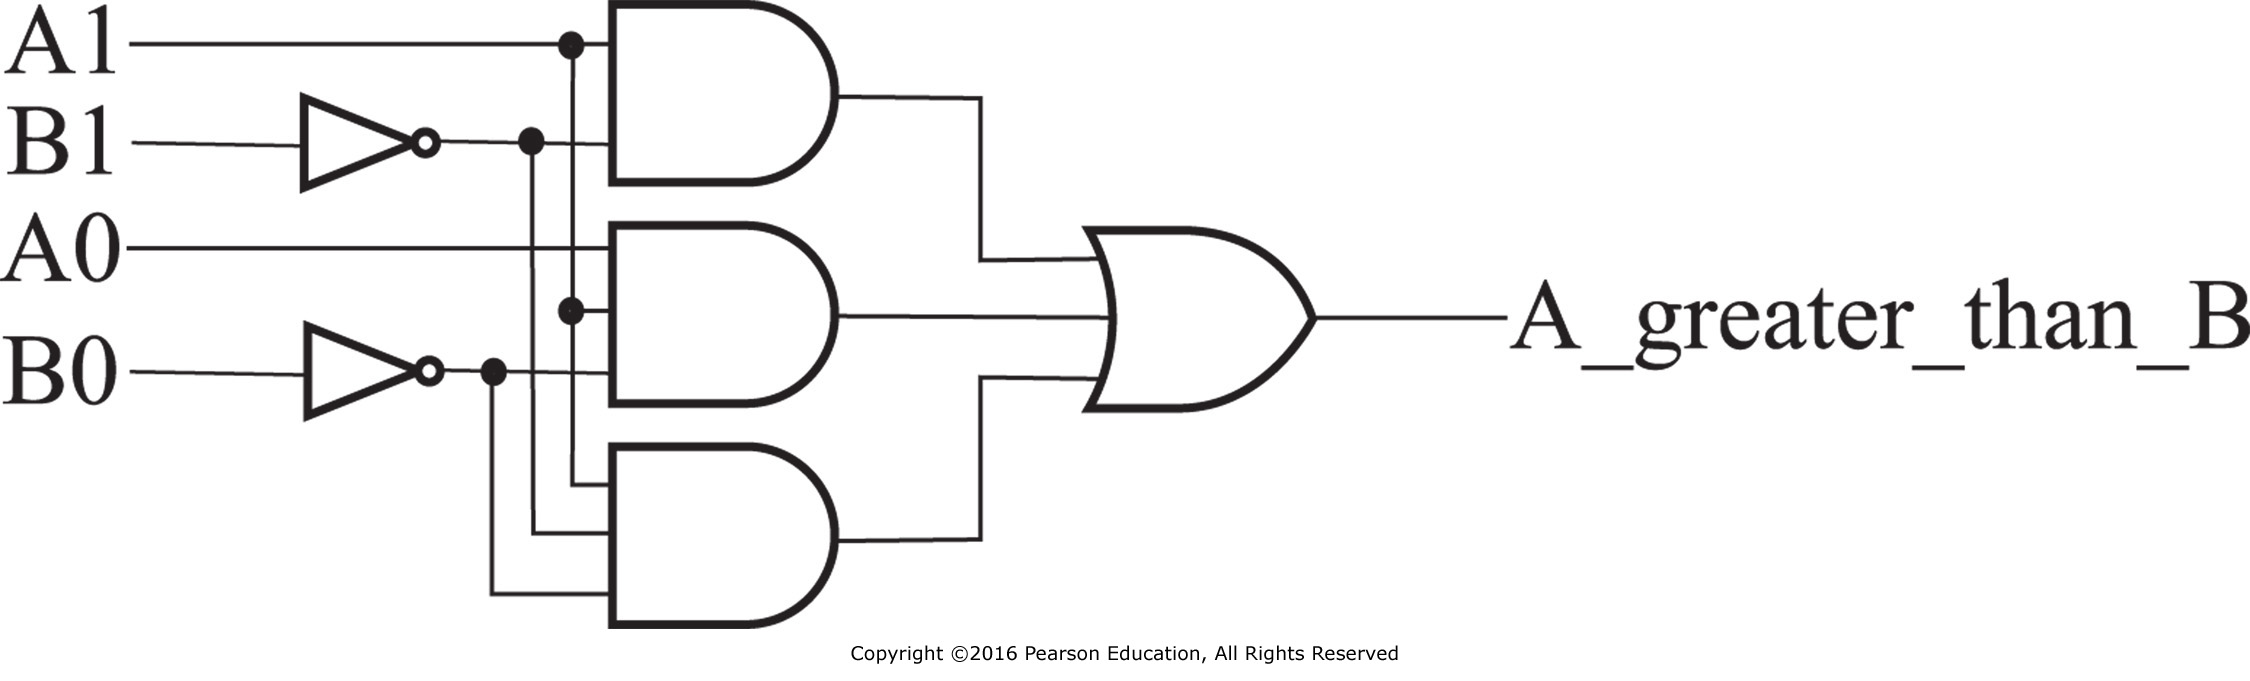 A1
B1
A0
B0
A_greater_than_B
Copyright ©2016 Pearson Education, All Rights Reserved